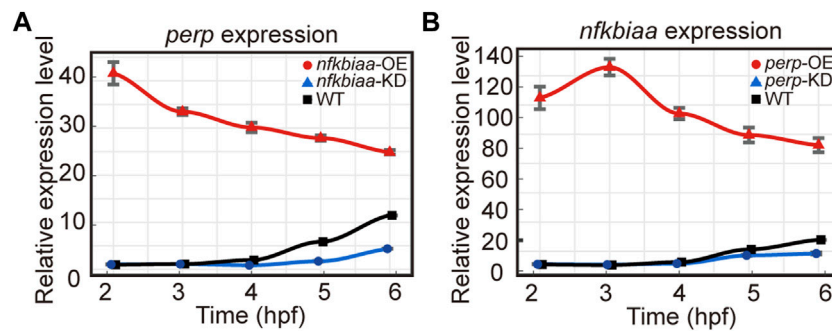 A
perp expression
Relative expression level
40
30
20
10
0
nfkbiaa-OE
nfkbiaa-KD
WT
2 3 4 5 6
Time (hpf)
B
nfkbiaa expression
Relative expression level
140
120
100
80
60
40
20
0
perp-OE
perp-KD
WT
2 3 4 5 6
Time (hpf)